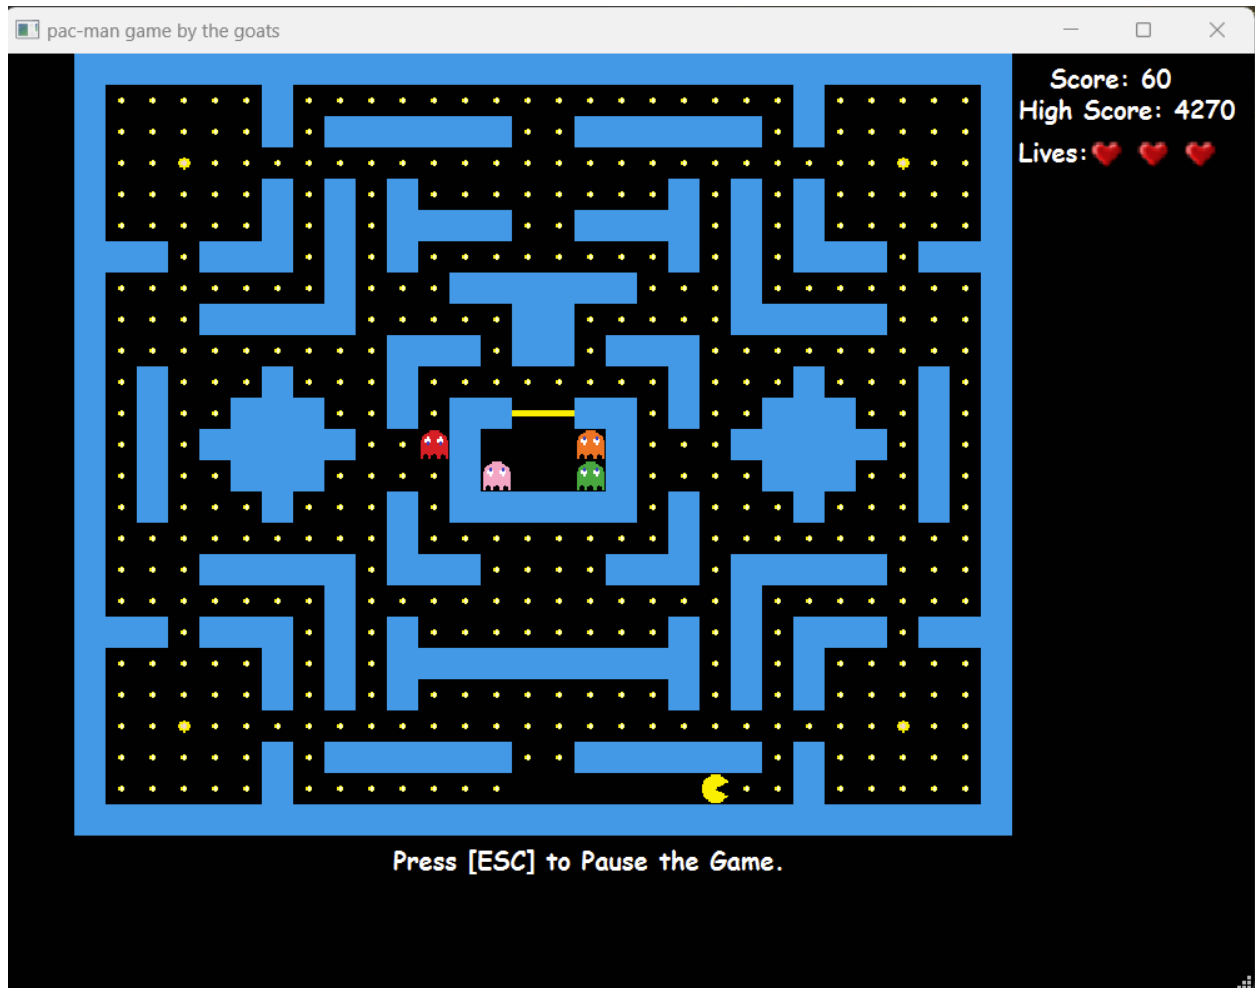 pac-man game by the goats
Score: 60
High Score: 4270
Lives:
Press [ESC] to Pause the Game.